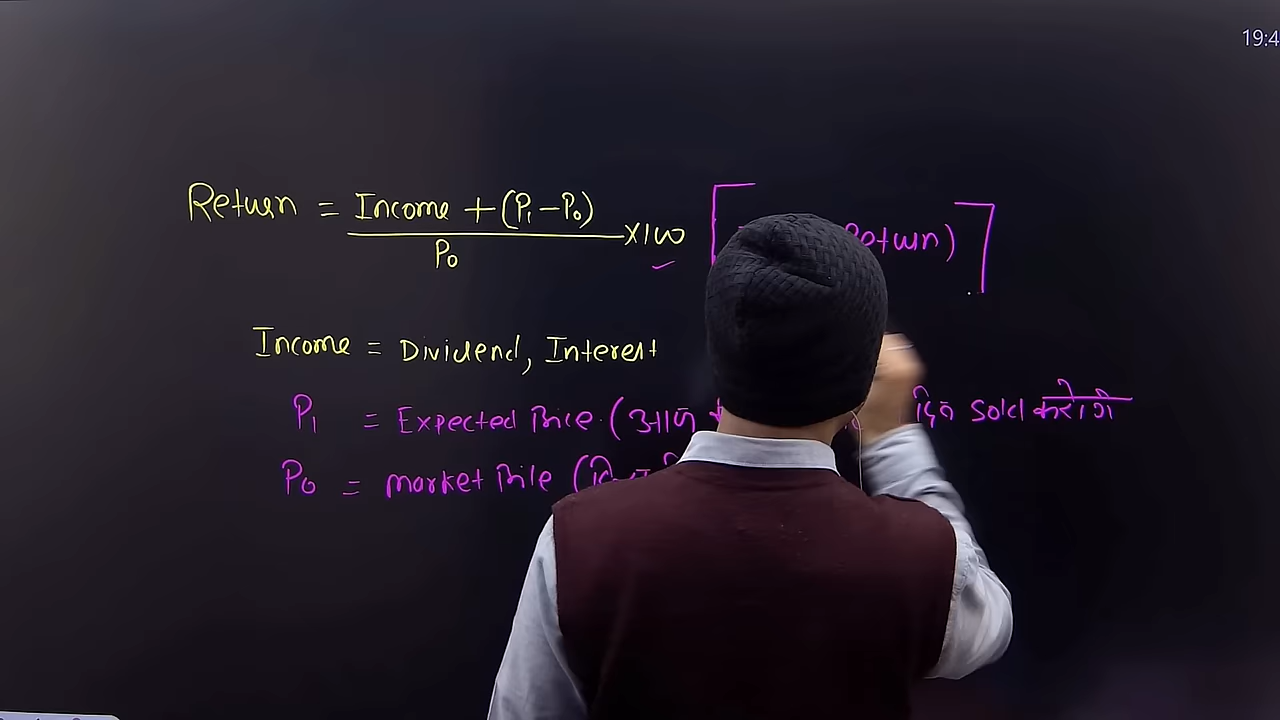 19:4
Return = Income + (P₁ - P₀) / P₀ × 100 [ Return) ]
Income = Dividend, Interest
P₁ = Expected Price (आगे दिन sold करेंगे
P₀ = market Price (